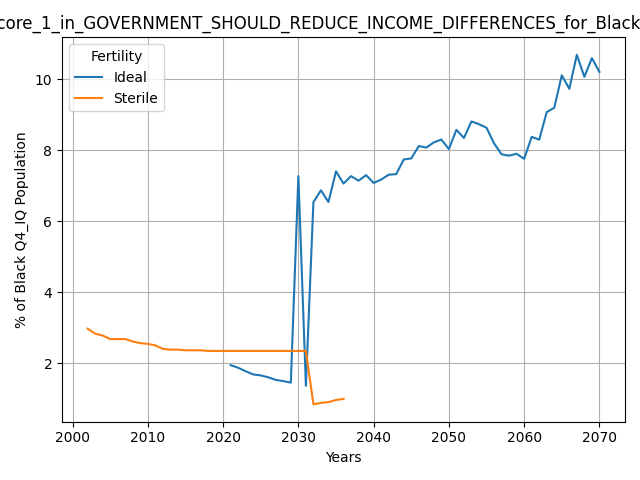 core_1_in_GOVERNMENT_SHOULD_REDUCE_INCOME_DIFFERENCES_for_Black
Fertility
Ideal
Sterile
% of Black Q4_IQ Population
10
8
6
4
2
2000 2010 2020 2030 2040 2050 2060 2070
Years